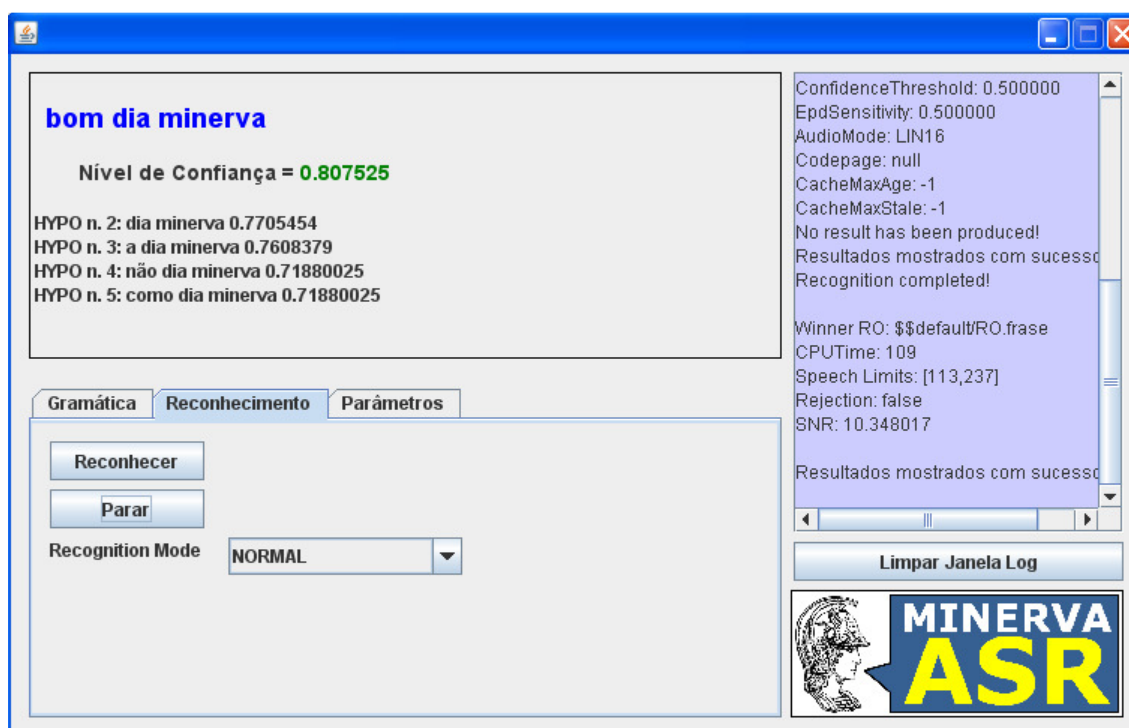 bom dia minerva
Nível de Confiança = 0.807525
HYPO n. 2: dia minerva 0.7705454
HYPO n. 3: a dia minerva 0.7608379
HYPO n. 4: não dia minerva 0.71880025
HYPO n. 5: como dia minerva 0.71880025
Gramática Reconhecimento Parâmetros
Reconhecer
Parar
Recognition Mode NORMAL
ConfidenceThreshold: 0.500000
EpdSensitivity: 0.500000
AudioMode: LIN16
Codepage: null
CacheMaxAge: -1
CacheMaxStale: -1
No result has been produced!
Resultados mostrados com sucesso
Recognition completed!
Winner RO: $$default/RO.frase
CPUTime: 109
Speech Limits: [113,237]
Rejection: false
SNR: 10.348017
Resultados mostrados com sucesso
Limpar Janela Log
MINERVA
ASR